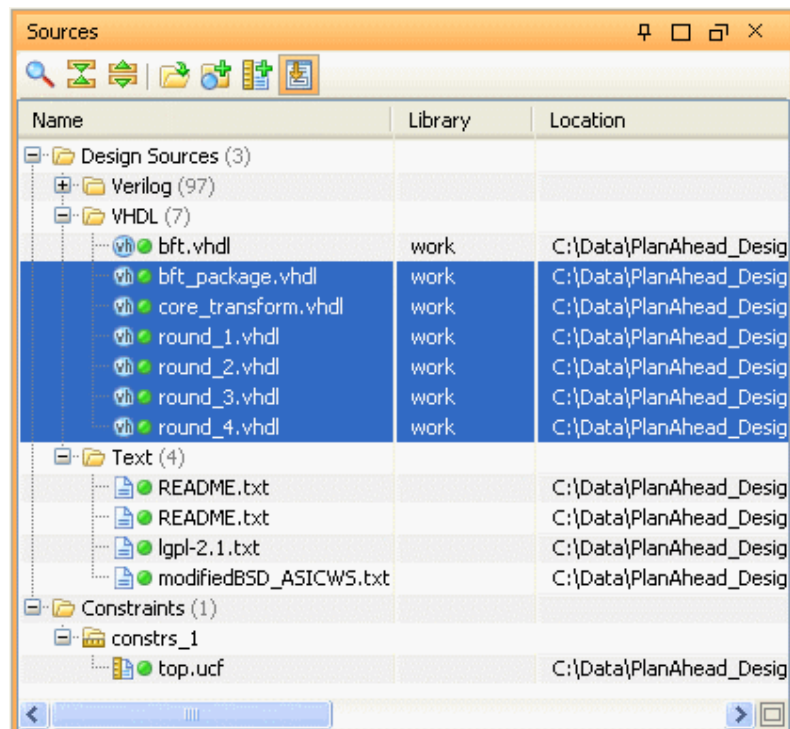 Sources
Name Library Location
Design Sources (3)
Verilog (97)
VHDL (7)
bft.vhdl work C:\Data\PlanAhead_Desig
bft_package.vhdl work C:\Data\PlanAhead_Desig
core_transform.vhdl work C:\Data\PlanAhead_Desig
round_1.vhdl work C:\Data\PlanAhead_Desig
round_2.vhdl work C:\Data\PlanAhead_Desig
round_3.vhdl work C:\Data\PlanAhead_Desig
round_4.vhdl work C:\Data\PlanAhead_Desig
Text (4)
README.txt C:\Data\PlanAhead_Desig
README.txt C:\Data\PlanAhead_Desig
lgpl-2.1.txt C:\Data\PlanAhead_Desig
modifiedBSD_ASICWS.txt C:\Data\PlanAhead_Desig
Constraints (1)
constrs_1
top.ucf C:\Data\PlanAhead_Desig